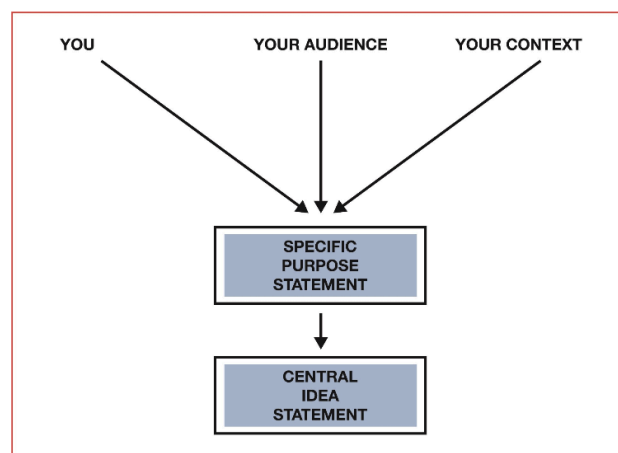 YOU
YOUR AUDIENCE
YOUR CONTEXT
SPECIFIC
PURPOSE
STATEMENT
CENTRAL
IDEA
STATEMENT